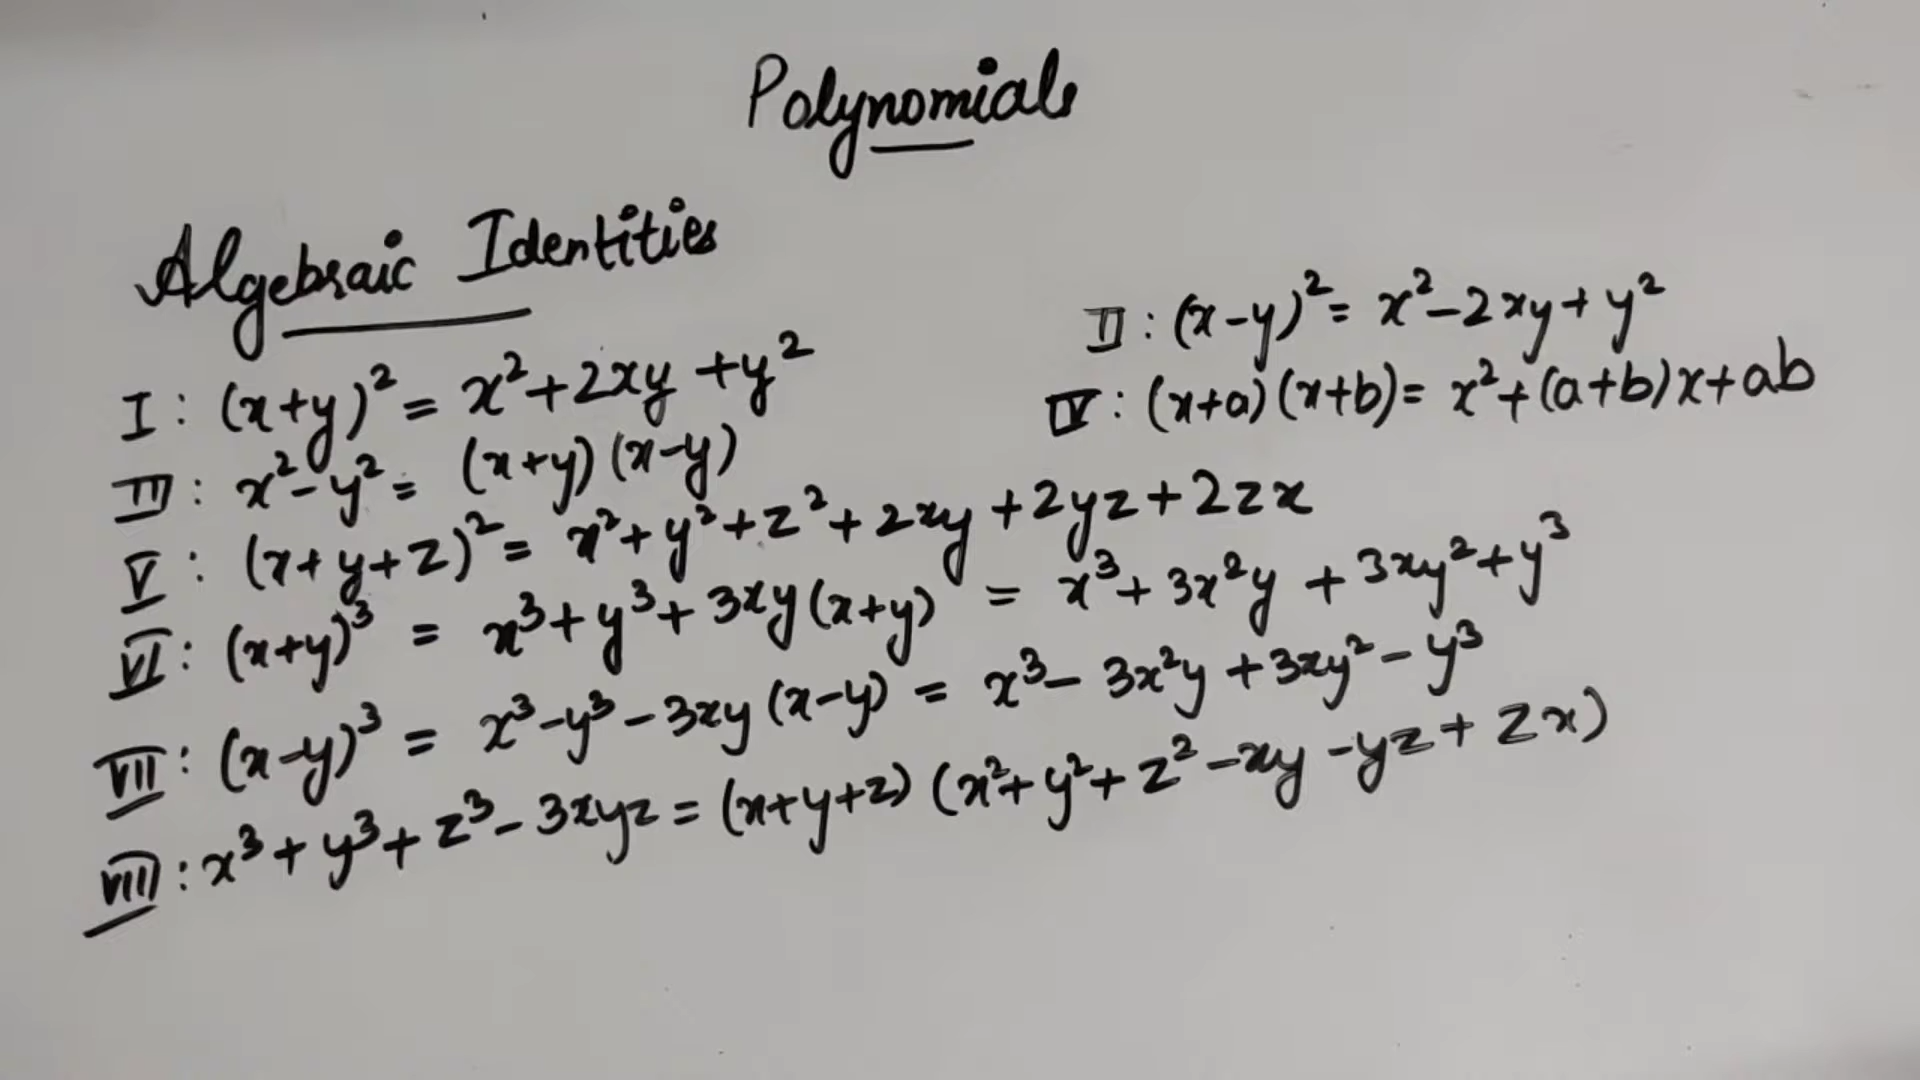 Polynomials
Algebraic Identities
I : (x+y)² = x²+2xy+y²
II : (x-y)² = x²-2xy+y²
III : x²-y² = (x+y)(x-y)
IV : (x+a)(x+b) = x²+(a+b)x+ab
V : (x+y+z)² = x²+y²+z²+2xy+2yz+2zx
VI : (x+y)³ = x³+y³+3xy(x+y) = x³+3x²y+3xy²+y³
VII : (x-y)³ = x³-y³-3xy(x-y) = x³-3x²y+3xy²-y³
VIII : x³+y³+z³-3xyz = (x+y+z)(x²+y²+z²-xy-yz+zx)